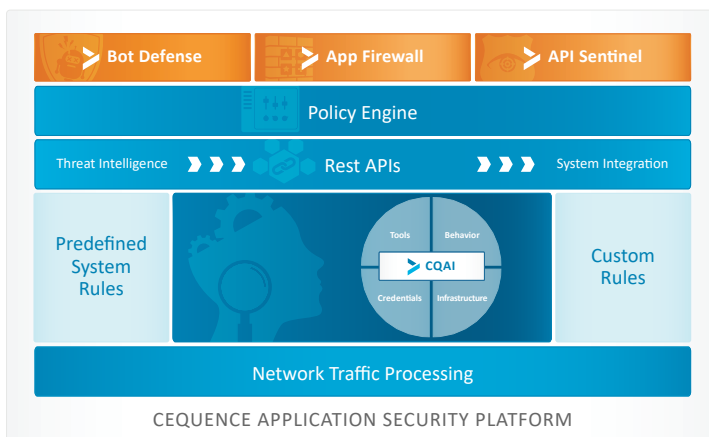 Bot Defense
App Firewall
API Sentinel
Policy Engine
Threat Intelligence
Rest APIs
System Integration
Predefined
System
Rules
Tools
Behavior
CQAI
Credentials
Infrastructure
Custom
Rules
Network Traffic Processing
CEQUENCE APPLICATION SECURITY PLATFORM